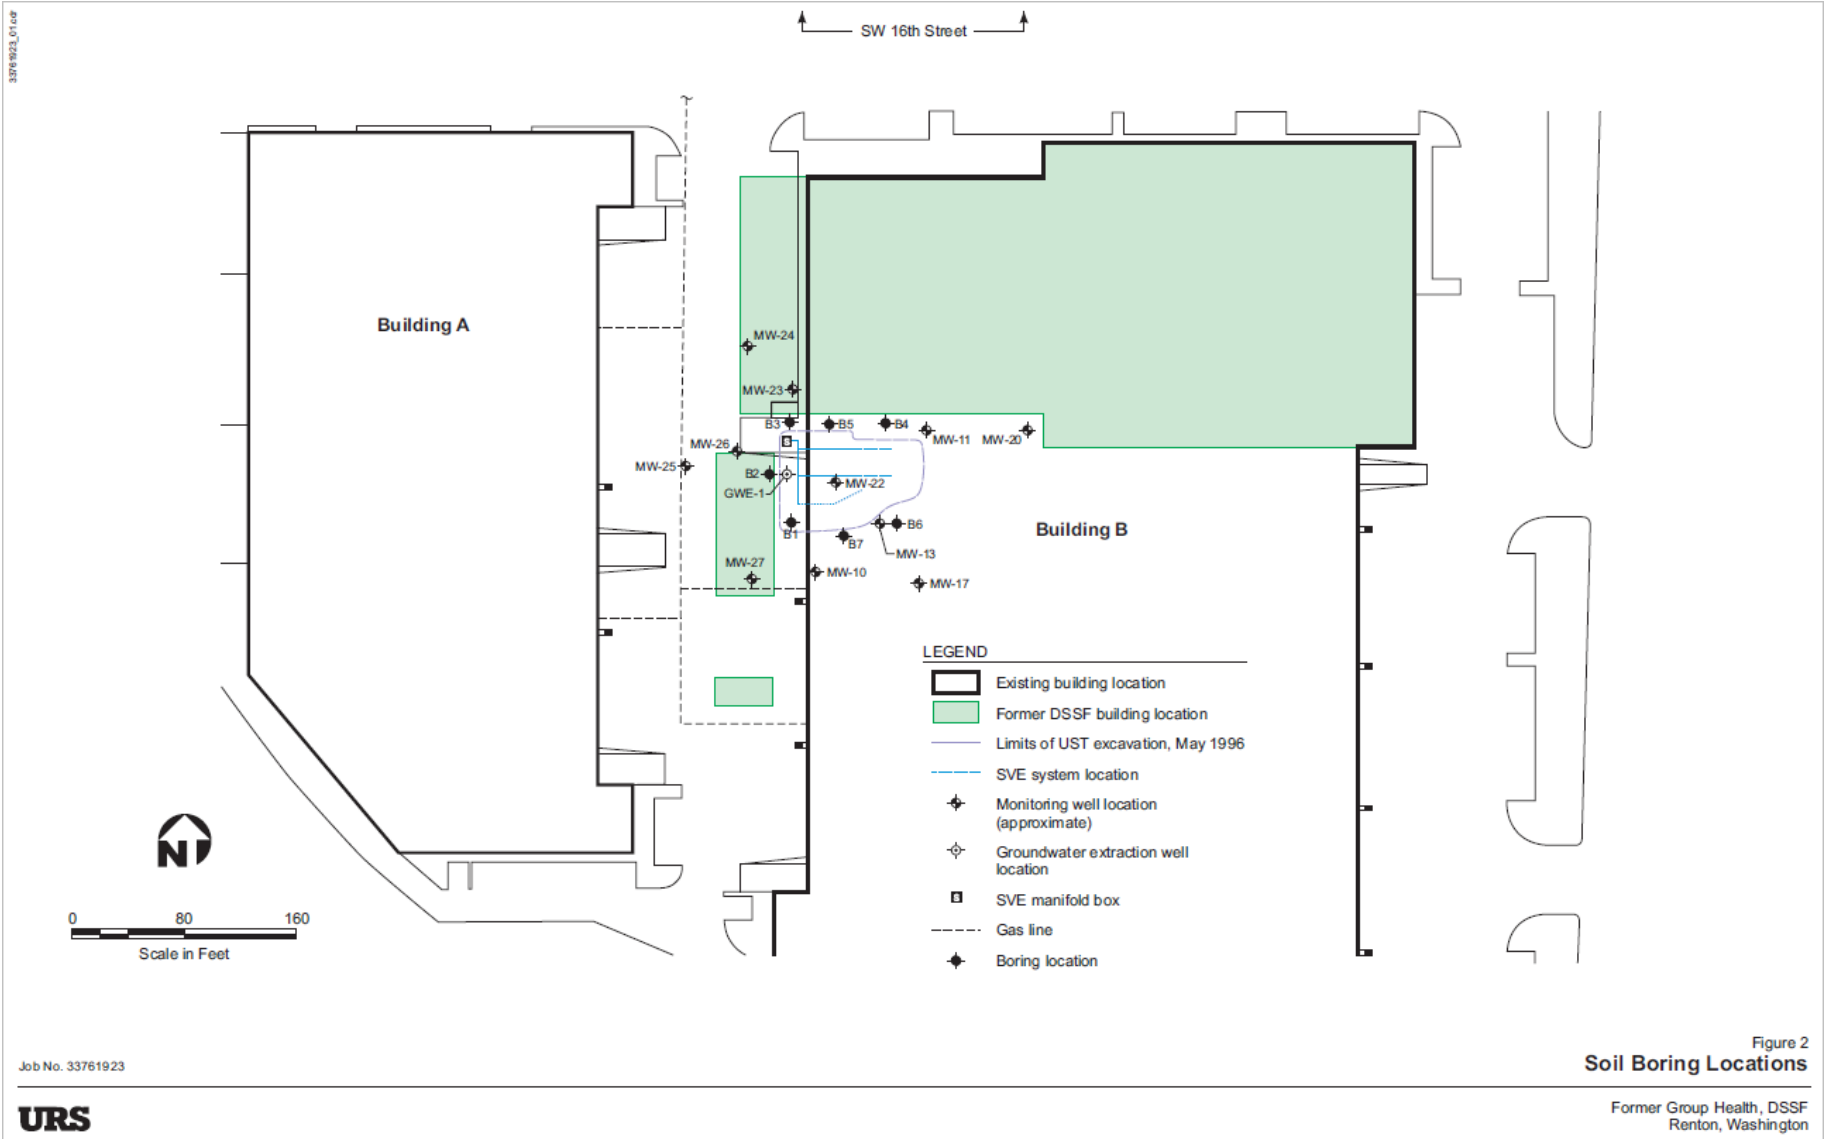 33761923_01.cdr
SW 16th Street
Building A
MW-24
MW-23
B3
B5
B4
MW-11
MW-20
MW-26
MW-25
B2
GWE-1
S
MW-22
B1
B7
B6
MW-13
MW-27
MW-10
MW-17
Building B
LEGEND
Existing building location
Former DSSF building location
Limits of UST excavation, May 1996
SVE system location
Monitoring well location
(approximate)
Groundwater extraction well
location
S
SVE manifold box
Gas line
Boring location
N
0 80 160
Scale in Feet
Figure 2
Soil Boring Locations
Job No. 33761923
URS
Former Group Health, DSSF
Renton, Washington